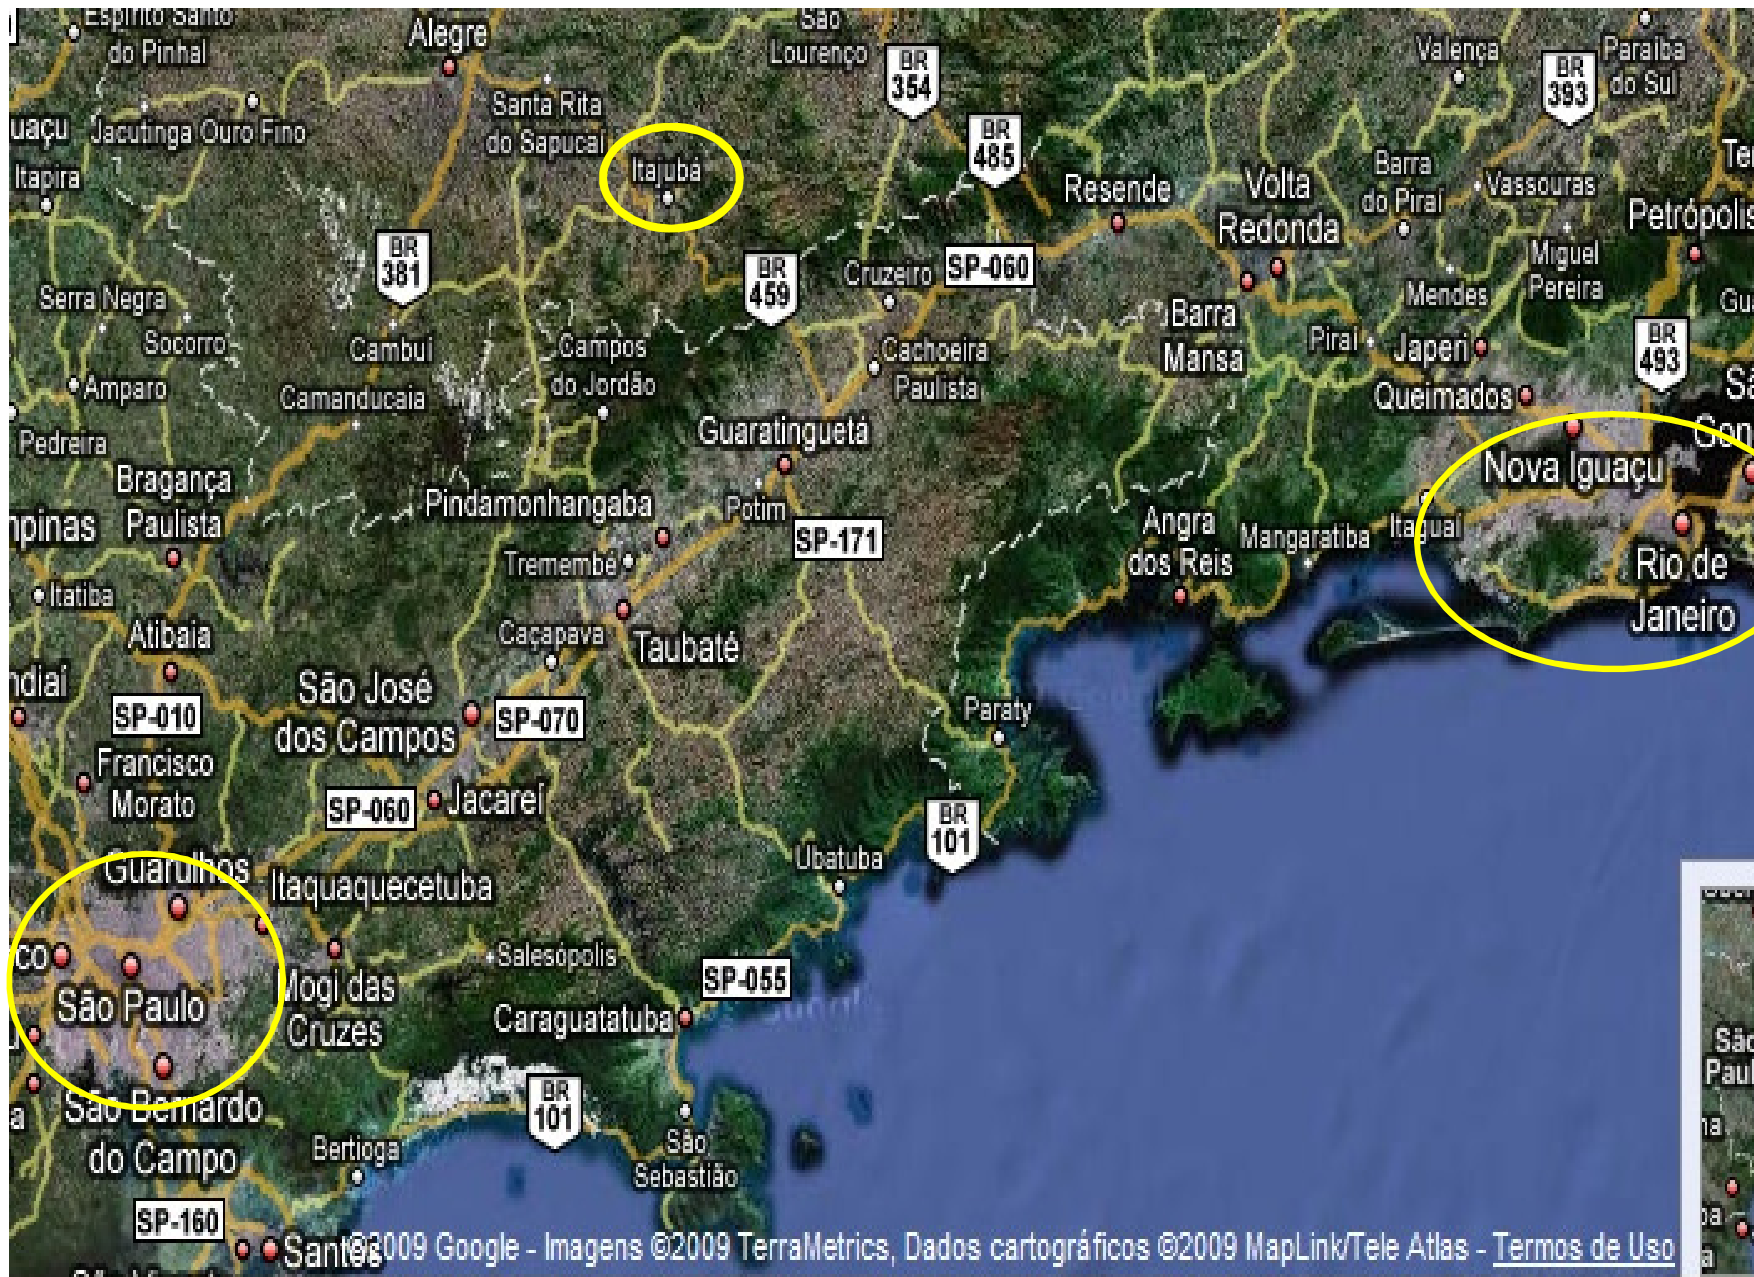 Espírito Santo
do Pinhal
Alegre
São
Lourenço
BR
354
Valença
BR
393
Paraíba
do Sul
Jacutinga
Ouro Fino
Santa Rita
do Sapucaí
BR
485
Itapira
Itajubá
Resende
Volta
Redonda
Barra
do Piraí
Vassouras
Petrópolis
BR
381
BR
459
Cruzeiro
SP-060
Miguel
Pereira
Mendes
Serra Negra
Socorro
Cambuí
Campos
do Jordão
Cachoeira
Paulista
Barra
Mansa
Piraí
Japeri
BR
493
Amparo
Camanducaia
Queimados
Pedreira
Guaratinguetá
Nova Iguaçu
Bragança
Paulista
Pindamonhangaba
Potim
SP-171
Angra
dos Reis
Mangaratiba
Itaguaí
Tremembé
Rio de
Janeiro
Itatiba
Atibaia
Caçapava
Taubaté
São José
dos Campos
SP-010
SP-070
Paraty
Francisco
Morato
SP-060
Jacareí
BR
101
Ubatuba
Guarulhos
Itaquaquecetuba
Salesópolis
SP-055
São Paulo
Mogi das
Cruzes
Caraguatatuba
São Bernardo
do Campo
BR
101
Bertioga
São
Sebastião
SP-160
Santos
©2009 Google - Imagens ©2009 TerraMetrics, Dados cartográficos ©2009 MapLink/Tele Atlas - Termos de Uso